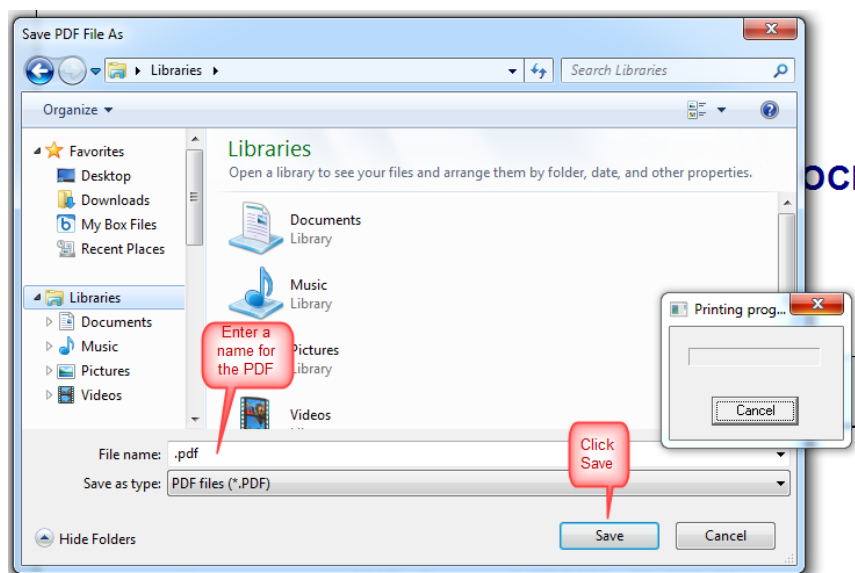 Save PDF File As
Libraries
Search Libraries
Organize
Favorites
Desktop
Downloads
My Box Files
Recent Places
Libraries
Documents
Music
Pictures
Videos
Libraries
Open a library to see your files and arrange them by folder, date, and other properties.
Documents
Library
Music
Library
Pictures
Library
Videos
Enter a
name for
the PDF
Printing prog...
Cancel
Click
Save
File name: .pdf
Save as type: PDF files (*.PDF)
Hide Folders
Save
Cancel